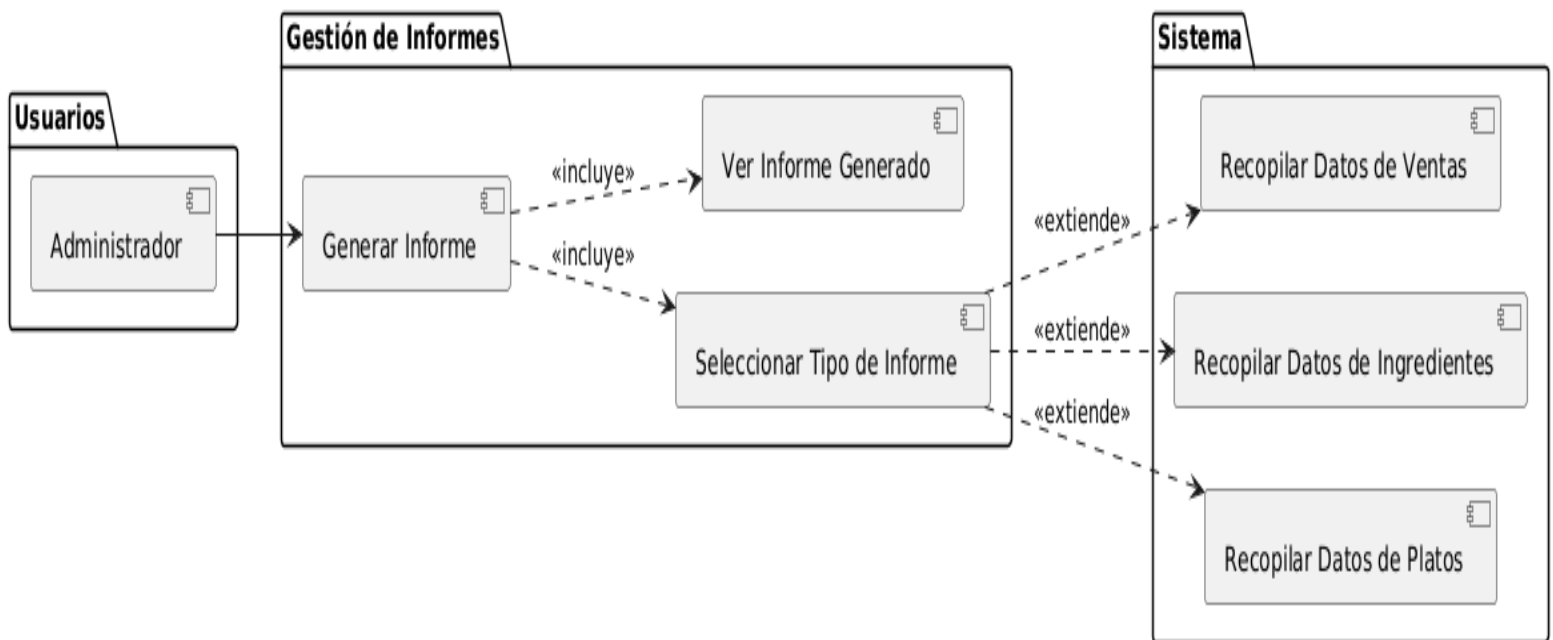 Usuarios
Administrador
Gestión de Informes
Generar Informe
«incluye»
«incluye»
Ver Informe Generado
Seleccionar Tipo de Informe
«extiende»
«extiende»
«extiende»
Sistema
Recopilar Datos de Ventas
Recopilar Datos de Ingredientes
Recopilar Datos de Platos